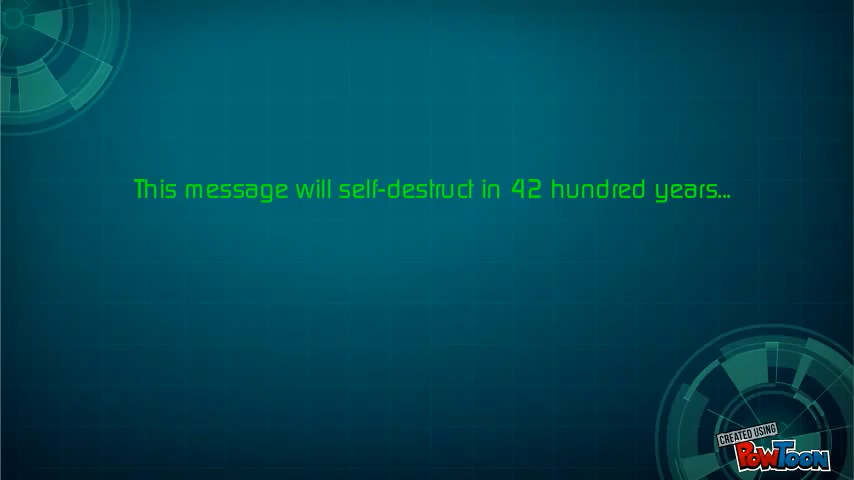 This message will self-destruct in 42 hundred years...
CREATED USING
PowToon